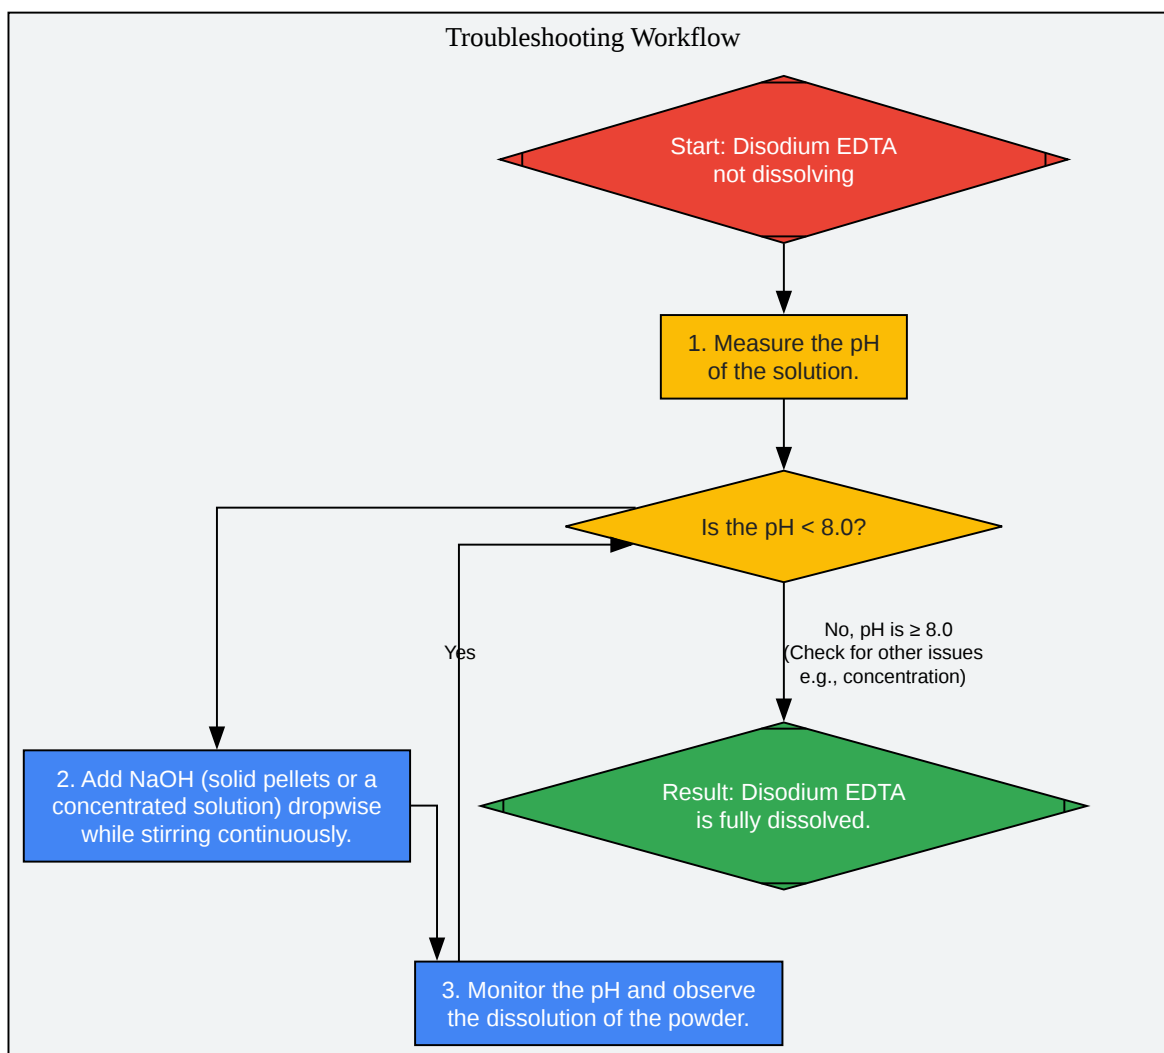 Troubleshooting Workflow
Start: Disodium EDTA
not dissolving
1. Measure the pH
of the solution.
Is the pH < 8.0?
No, pH is ≥ 8.0
(Check for other issues
e.g., concentration)
Yes
2. Add NaOH (solid pellets or a
concentrated solution) dropwise
while stirring continuously.
Result: Disodium EDTA
is fully dissolved.
3. Monitor the pH and observe
the dissolution of the powder.